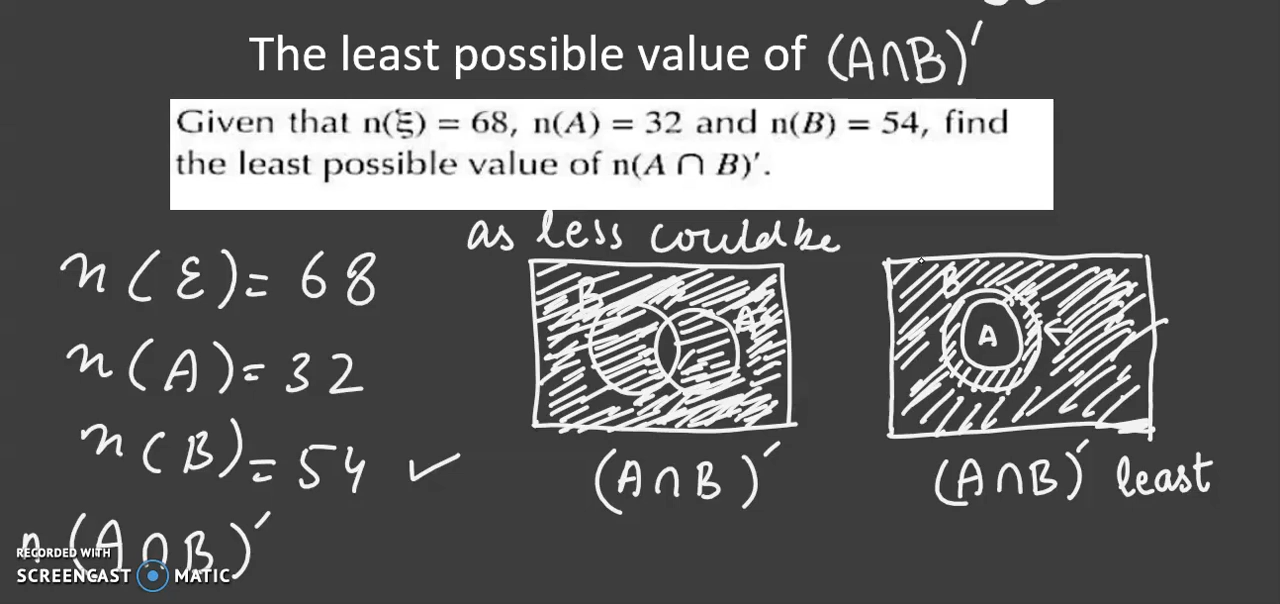 The least possible value of (A∩B)′
Given that n(ξ) = 68, n(A) = 32 and n(B) = 54, find
the least possible value of n(A ∩ B)′.
as less could be
n(ξ) = 68
n(A) = 32
n(B) = 54 ✓
n(A∩B)′
B A
(A∩B)′
B
A
(A∩B)′ least
RECORDED WITH
SCREENCAST MATIC